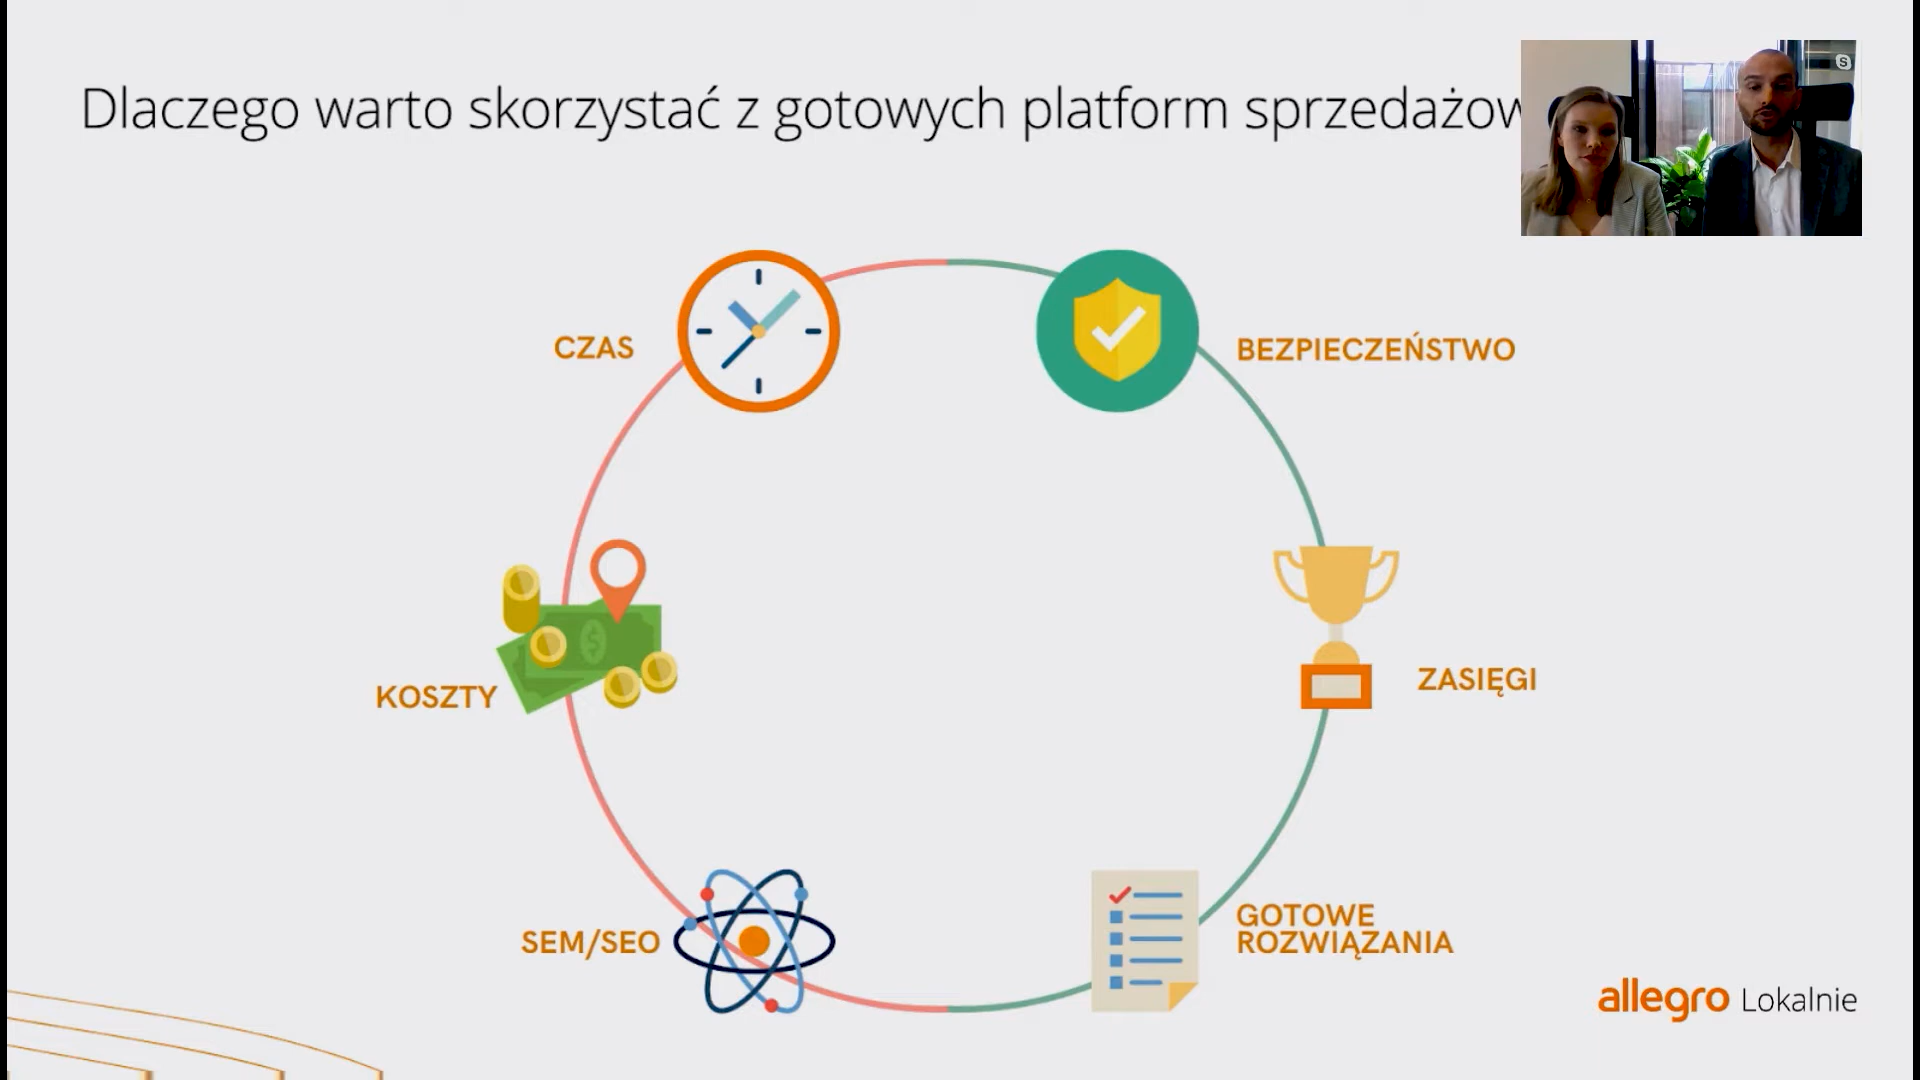 Dlaczego warto skorzystać z gotowych platform sprzedażow
CZAS
BEZPIECZEŃSTWO
KOSZTY
ZASIĘGI
SEM/SEO
GOTOWE
ROZWIĄZANIA
allegro Lokalnie